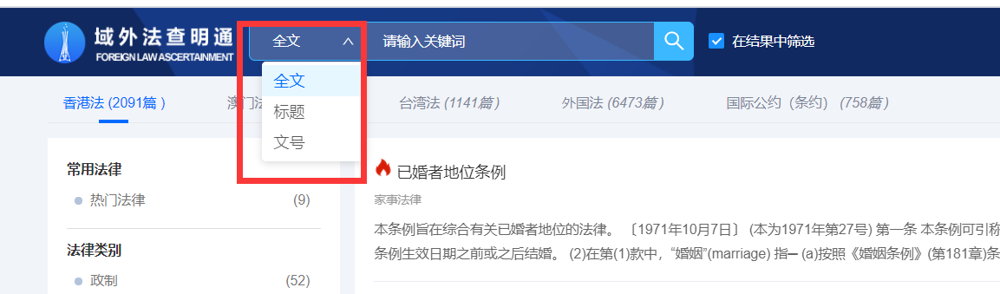 域外法查明通
FOREIGN LAW ASCERTAINMENT
全文
请输入关键词
在结果中筛选
全文
标题
文号
香港法 (2091篇 )
澳门法
台湾法 (1141篇)
外国法 (6473篇)
国际公约（条约） (758篇)
常用法律
热门法律 (9)
法律类别
政制 (52)
已婚者地位条例
家事法律
本条例旨在综合有关已婚者地位的法律。 〔1971年10月7日〕 (本为1971年第27号) 第一条 本条例可引称
条例生效日期之前或之后结婚。 (2)在第(1)款中，“婚姻”(marriage) 指─ (a)按照《婚姻条例》(第181章)条